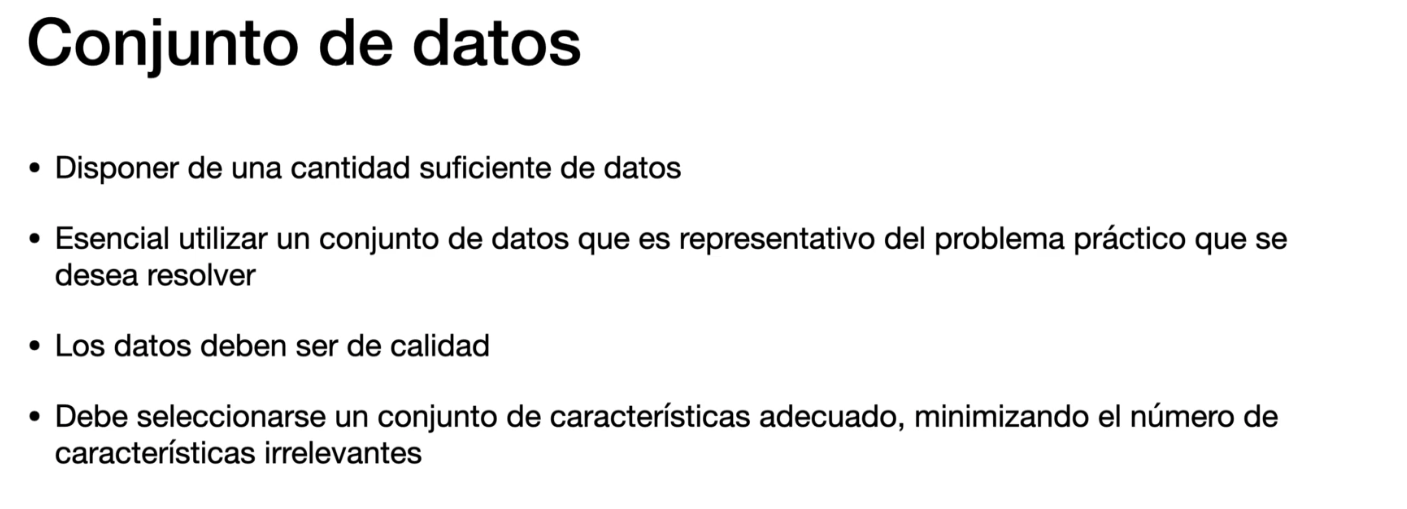 Conjunto de datos
• Disponer de una cantidad suficiente de datos
• Esencial utilizar un conjunto de datos que es representativo del problema práctico que se
desea resolver
• Los datos deben ser de calidad
• Debe seleccionarse un conjunto de características adecuado, minimizando el número de
características irrelevantes